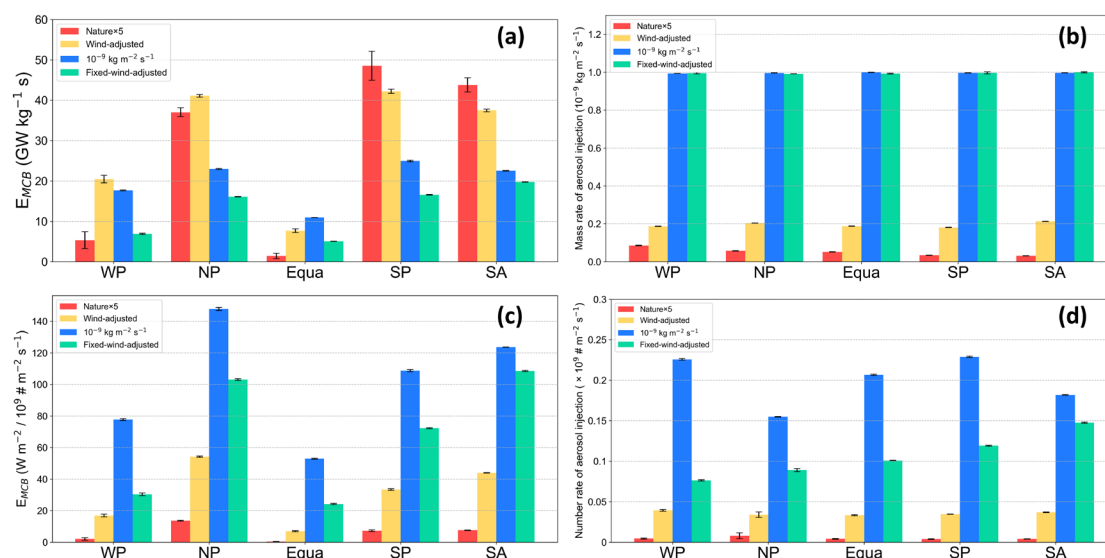 (a)
Nature×5
Wind-adjusted
10⁻⁹ kg m⁻² s⁻¹
Fixed-wind-adjusted
E_MCB (GW kg⁻¹ s)
60
50
40
30
20
10
0
WP NP Equa SP SA
(b)
Nature×5
Wind-adjusted
10⁻⁹ kg m⁻² s⁻¹
Fixed-wind-adjusted
Mass rate of aerosol injection (10⁻⁹ kg m⁻² s⁻¹)
1.2
1.0
0.8
0.6
0.4
0.2
0.0
WP NP Equa SP SA
(c)
Nature×5
Wind-adjusted
10⁻⁹ kg m⁻² s⁻¹
Fixed-wind-adjusted
E_MCB (W m⁻² / 10⁹ # m⁻² s⁻¹)
140
120
100
80
60
40
20
0
WP NP Equa SP SA
(d)
Nature×5
Wind-adjusted
10⁻⁹ kg m⁻² s⁻¹
Fixed-wind-adjusted
Number rate of aerosol injection ( × 10⁹ # m⁻² s⁻¹)
0.3
0.25
0.2
0.15
0.1
0.05
0
WP NP Equa SP SA